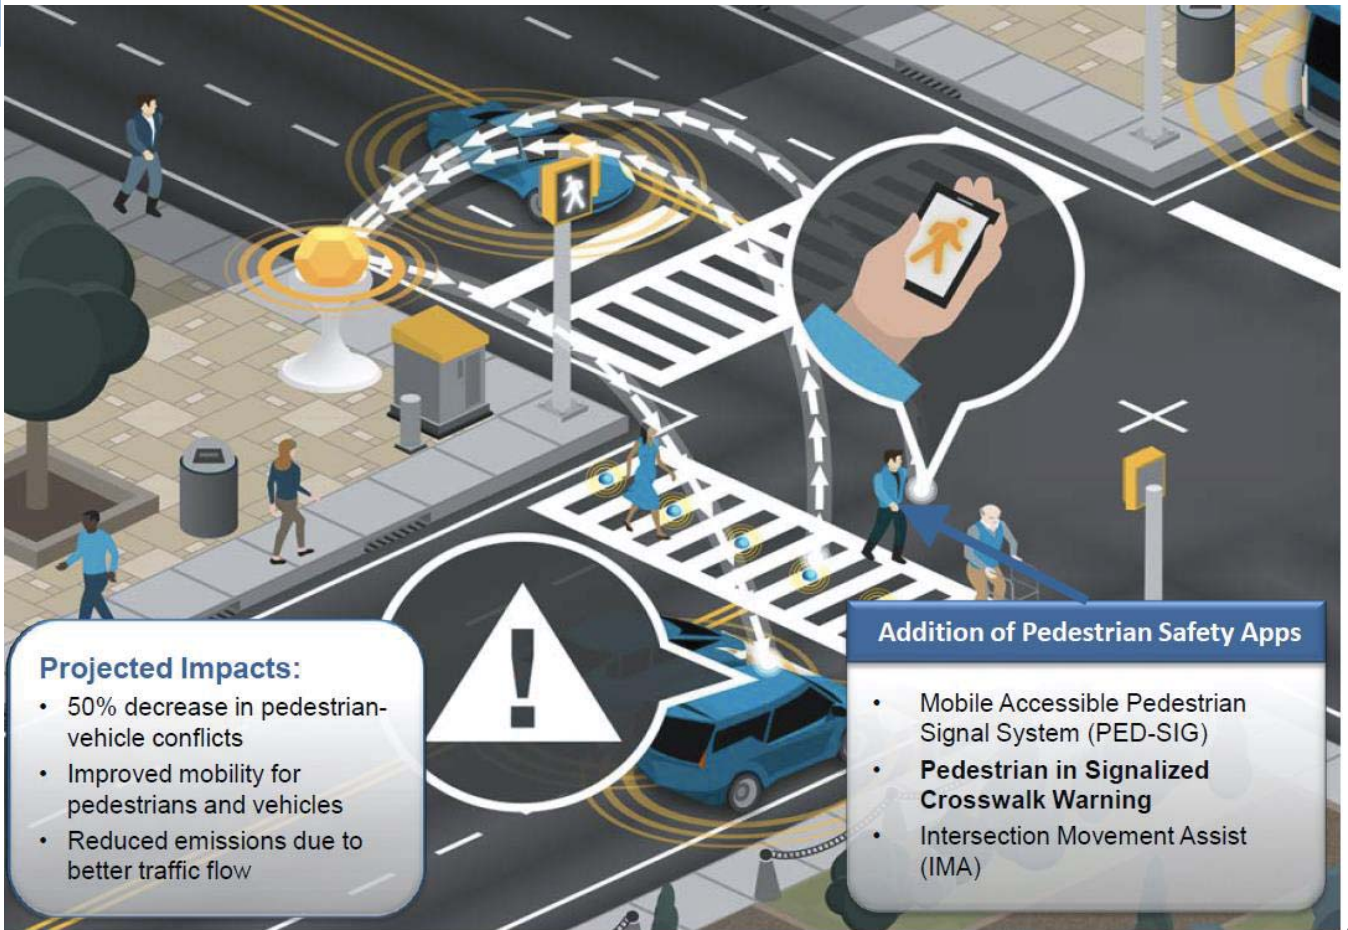 Projected Impacts:
• 50% decrease in pedestrian-
vehicle conflicts
• Improved mobility for
pedestrians and vehicles
• Reduced emissions due to
better traffic flow
Addition of Pedestrian Safety Apps
• Mobile Accessible Pedestrian
Signal System (PED-SIG)
• Pedestrian in Signalized
Crosswalk Warning
• Intersection Movement Assist
(IMA)